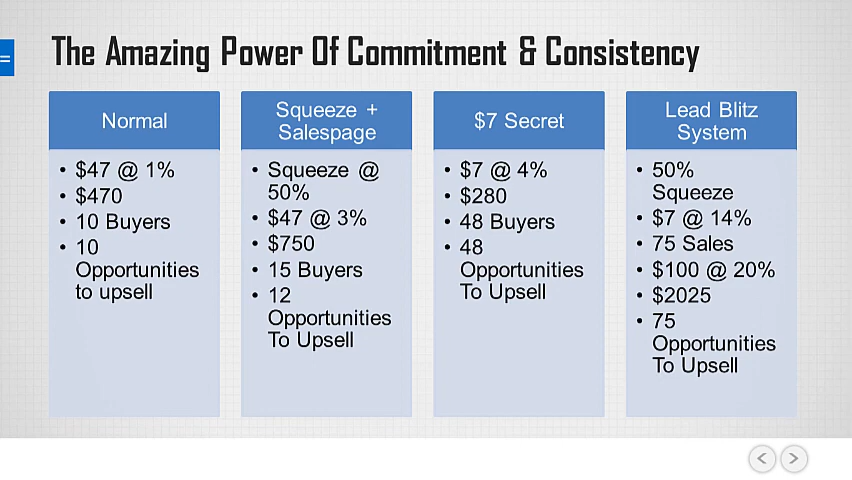 The Amazing Power Of Commitment & Consistency
Normal
• $47 @ 1%
• $470
• 10 Buyers
• 10
Opportunities
to upsell
Squeeze +
Salespage
• Squeeze @
50%
• $47 @ 3%
• $750
• 15 Buyers
• 12
Opportunities
To Upsell
$7 Secret
• $7 @ 4%
• $280
• 48 Buyers
• 48
Opportunities
To Upsell
Lead Blitz
System
• 50%
Squeeze
• $7 @ 14%
• 75 Sales
• $100 @ 20%
• $2025
• 75
Opportunities
To Upsell